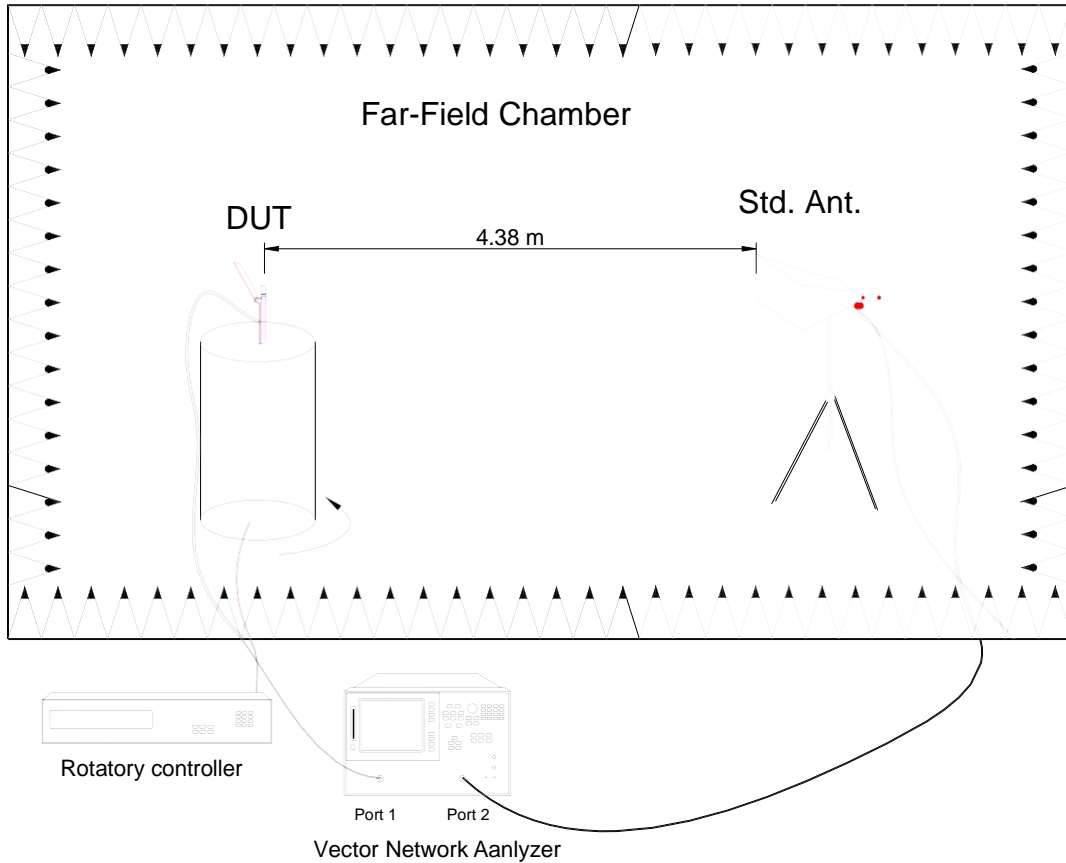 Far-Field Chamber
DUT
Std. Ant.
4.38 m
Rotatory controller
Port 1
Port 2
Vector Network Aanlyzer